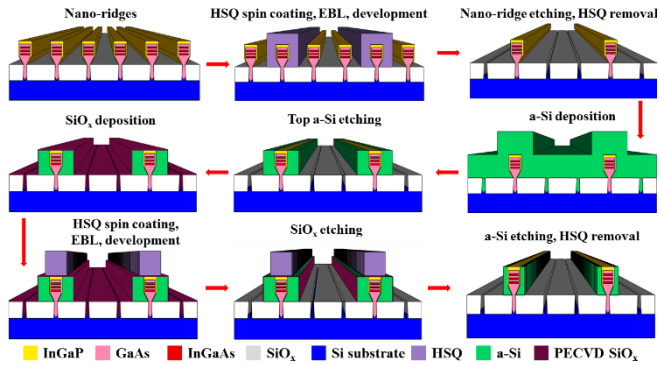 Nano-ridges
HSQ spin coating, EBL, development
Nano-ridge etching, HSQ removal
SiOₓ deposition
Top a-Si etching
a-Si deposition
HSQ spin coating,
EBL, development
SiOₓ etching
a-Si etching, HSQ removal
InGaP GaAs InGaAs SiOₓ Si substrate HSQ a-Si PECVD SiOₓ